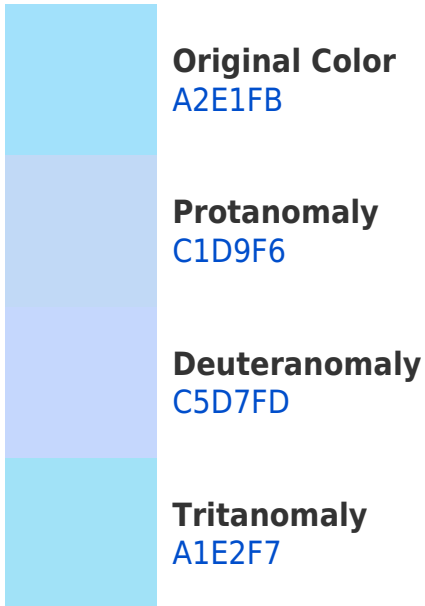 Original Color
A2E1FB
Protanomaly
C1D9F6
Deuteranomaly
C5D7FD
Tritanomaly
A1E2F7